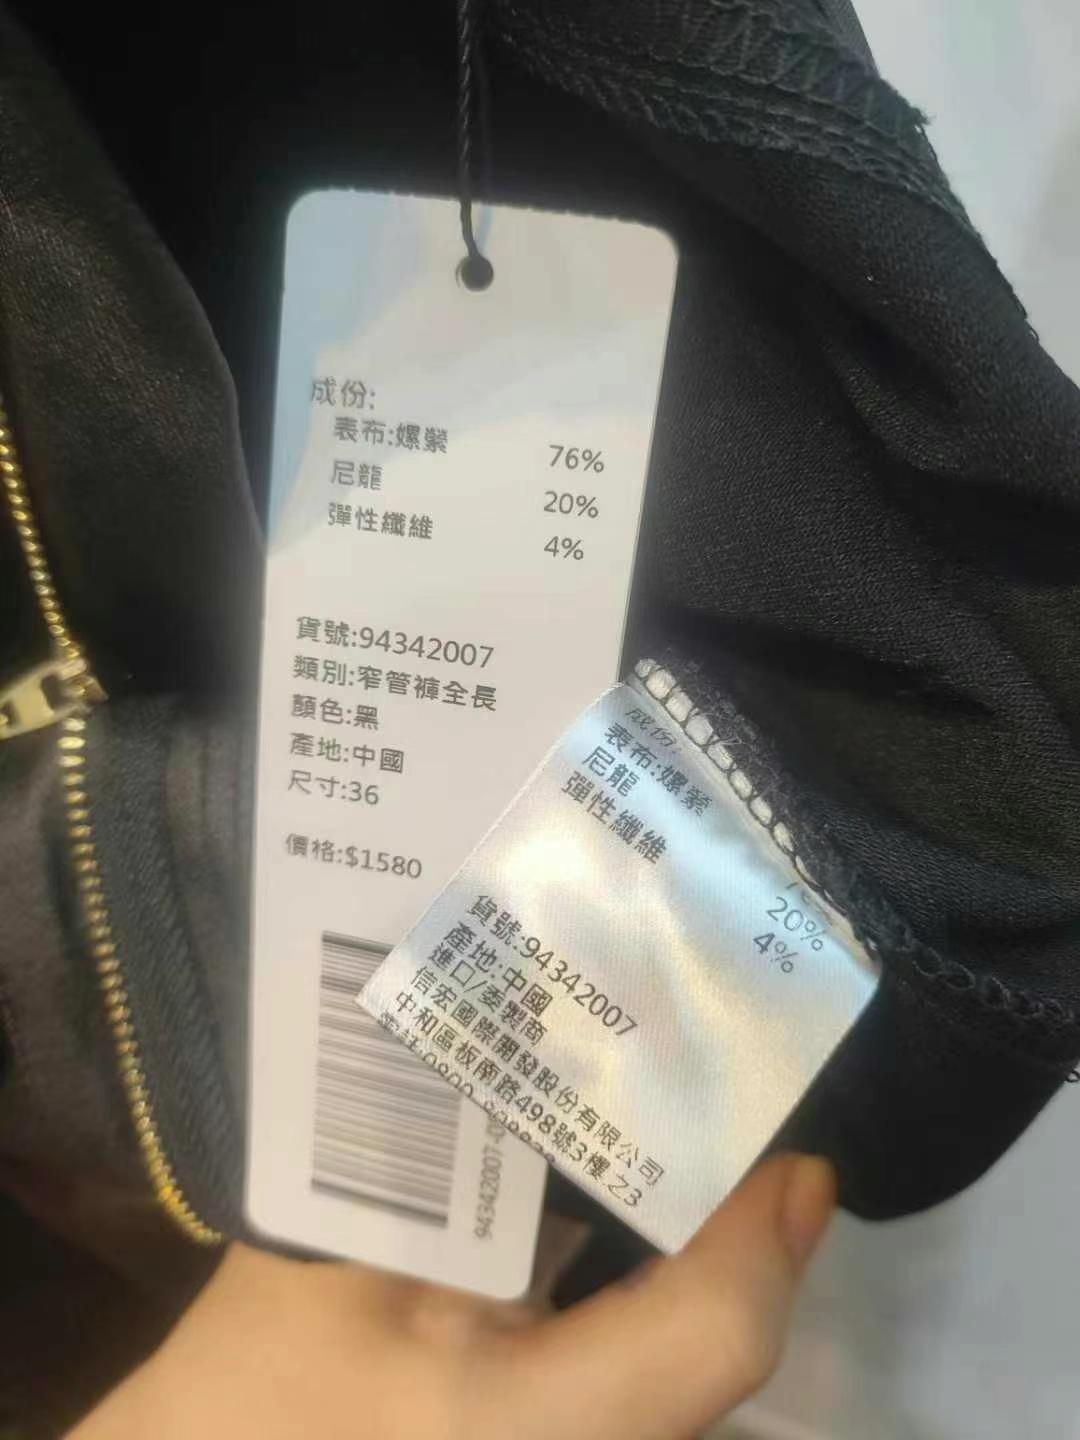 成份:
表布:嫘縈 76%
尼龍 20%
彈性纖維 4%
貨號:94342007
類別:窄管褲全長
顏色:黑
產地:中國
尺寸:36
價格:$1580
94342007
成份:
表布:嫘縈
尼龍 20%
彈性纖維 4%
貨號:94342007
產地:中國
進口/委製商
信宏國際開發股份有限公司
中和區板南路498號3樓之3